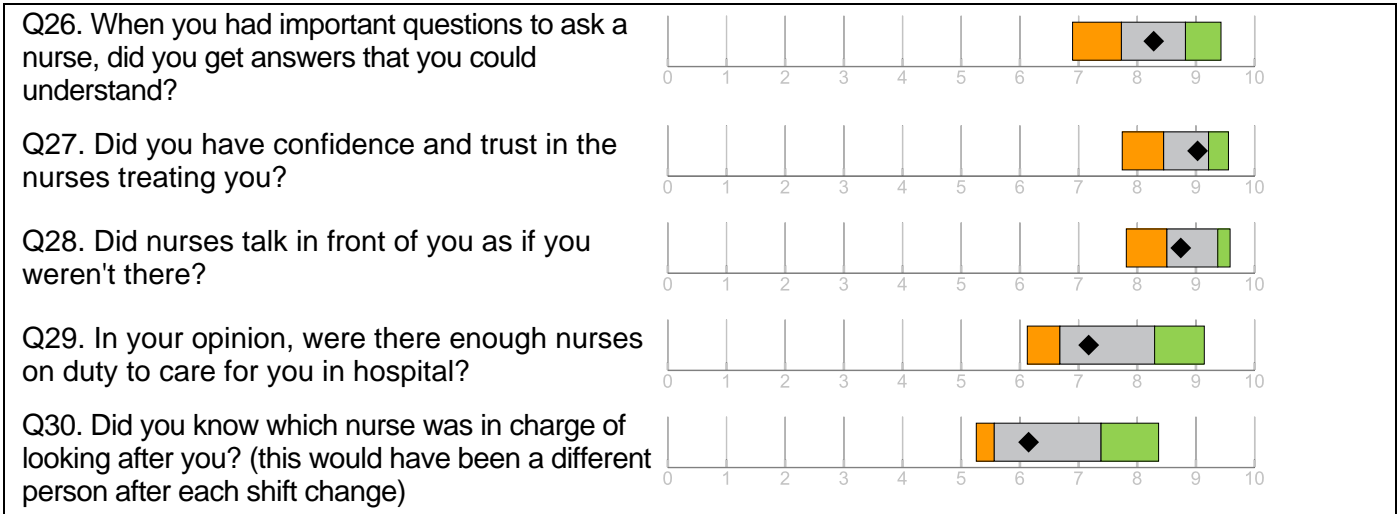 Q26. When you had important questions to ask a
nurse, did you get answers that you could
understand?
0 1 2 3 4 5 6 7 8 9 10
Q27. Did you have confidence and trust in the
nurses treating you?
0 1 2 3 4 5 6 7 8 9 10
Q28. Did nurses talk in front of you as if you
weren't there?
0 1 2 3 4 5 6 7 8 9 10
Q29. In your opinion, were there enough nurses
on duty to care for you in hospital?
0 1 2 3 4 5 6 7 8 9 10
Q30. Did you know which nurse was in charge of
looking after you? (this would have been a different
person after each shift change)
0 1 2 3 4 5 6 7 8 9 10